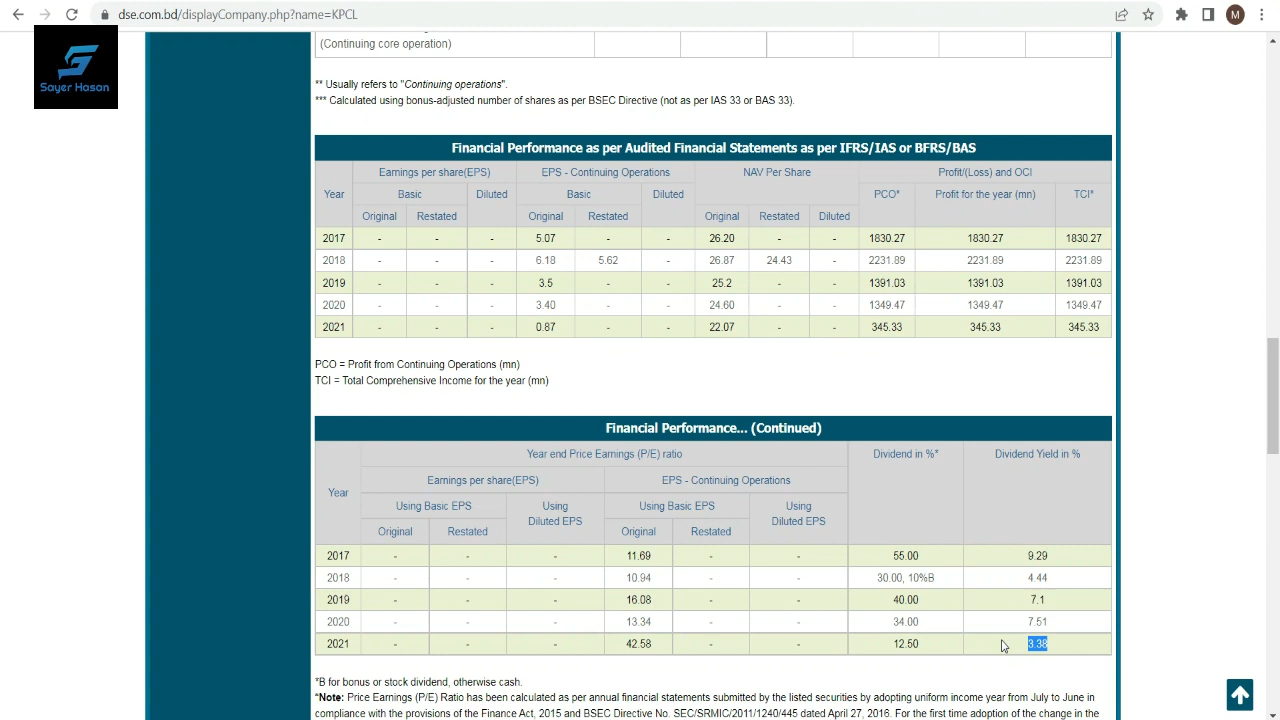 dse.com.bd/displayCompany.php?name=KPCL
M
S
Sayer Hasan
(Continuing core operation)
** Usually refers to "Continuing operations".
*** Calculated using bonus-adjusted number of shares as per BSEC Directive (not as per IAS 33 or BAS 33).
Financial Performance as per Audited Financial Statements as per IFRS/IAS or BFRS/BAS
Year Earnings per share(EPS) EPS - Continuing Operations NAV Per Share Profit/(Loss) and OCI
Basic Diluted Basic Diluted PCO* Profit for the year (mn) TCI*
Original Restated Original Restated Original Restated Diluted
2017 - - - 5.07 - - 26.20 - - 1830.27 1830.27 1830.27
2018 - - - 6.18 5.62 - 26.87 24.43 - 2231.89 2231.89 2231.89
2019 - - - 3.5 - - 25.2 - - 1391.03 1391.03 1391.03
2020 - - - 3.40 - - 24.60 - - 1349.47 1349.47 1349.47
2021 - - - 0.87 - - 22.07 - - 345.33 345.33 345.33
PCO = Profit from Continuing Operations (mn)
TCI = Total Comprehensive Income for the year (mn)
Financial Performance... (Continued)
Year Year end Price Earnings (P/E) ratio Dividend in %* Dividend Yield in %
Earnings per share(EPS) EPS - Continuing Operations
Using Basic EPS Using Diluted EPS Using Basic EPS Using Diluted EPS
Original Restated Original Restated
2017 - - - 11.69 - - 55.00 9.29
2018 - - - 10.94 - - 30.00, 10%B 4.44
2019 - - - 16.08 - - 40.00 7.1
2020 - - - 13.34 - - 34.00 7.51
2021 - - - 42.58 - - 12.50 3.38
*B for bonus or stock dividend, otherwise cash.
*Note: Price Earnings (P/E) Ratio has been calculated as per annual financial statements submitted by the listed securities by adopting uniform income year from July to June in
compliance with the provisions of the Finance Act, 2015 and BSEC Directive No. SEC/SRMIC/2011/1240/445 dated April 27, 2016. For the first time adoption of the change in the